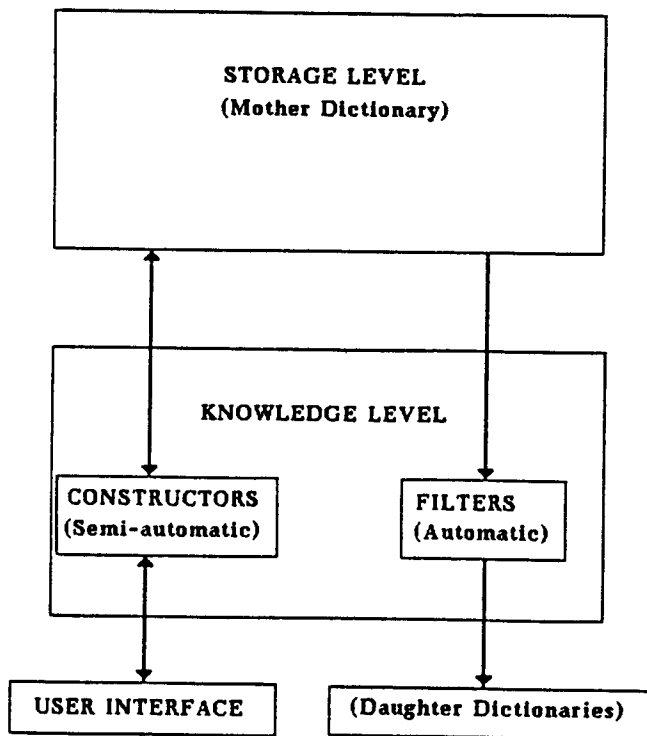 STORAGE LEVEL
(Mother Dictionary)
KNOWLEDGE LEVEL
CONSTRUCTORS
(Semi-automatic)
FILTERS
(Automatic)
USER INTERFACE
(Daughter Dictionaries)